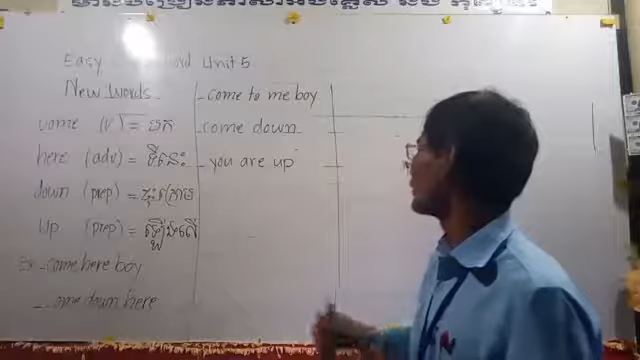 Easy Word Unit 5
New Words
come (v) = មក
here (adv) = ទីនេះ
down (prep) = ចុះក្រោម
Up (prep) = ឡើងលើ
Ex - come here boy
- come down here
- come to me boy
- come down
- you are up